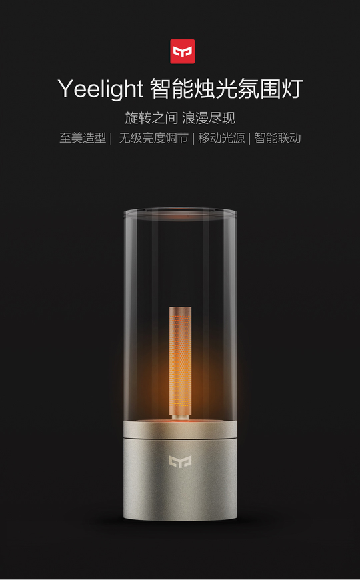 Yeelight 智能烛光氛围灯
旋转之间 浪漫尽现
至美造型 | 无级亮度调节 | 移动光源 | 智能联动